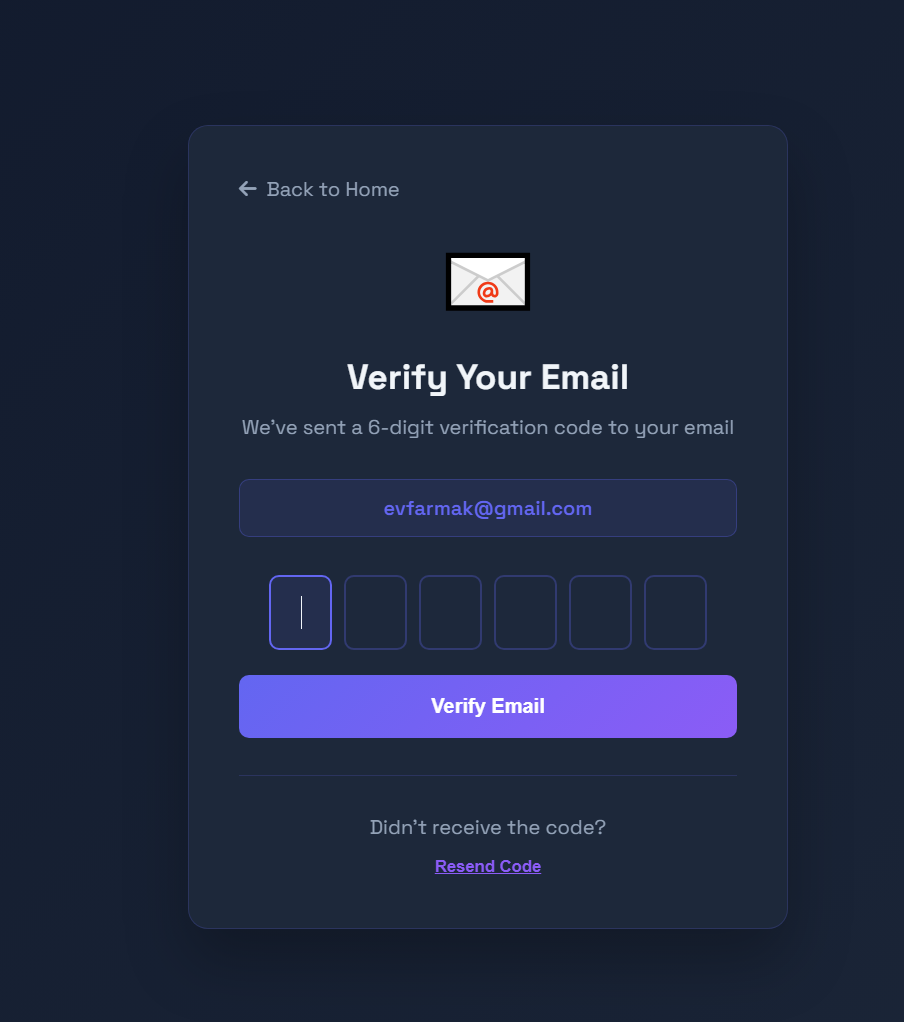 Back to Home
@
Verify Your Email
We've sent a 6-digit verification code to your email
evfarmak@gmail.com
Verify Email
Didn't receive the code?
Resend Code